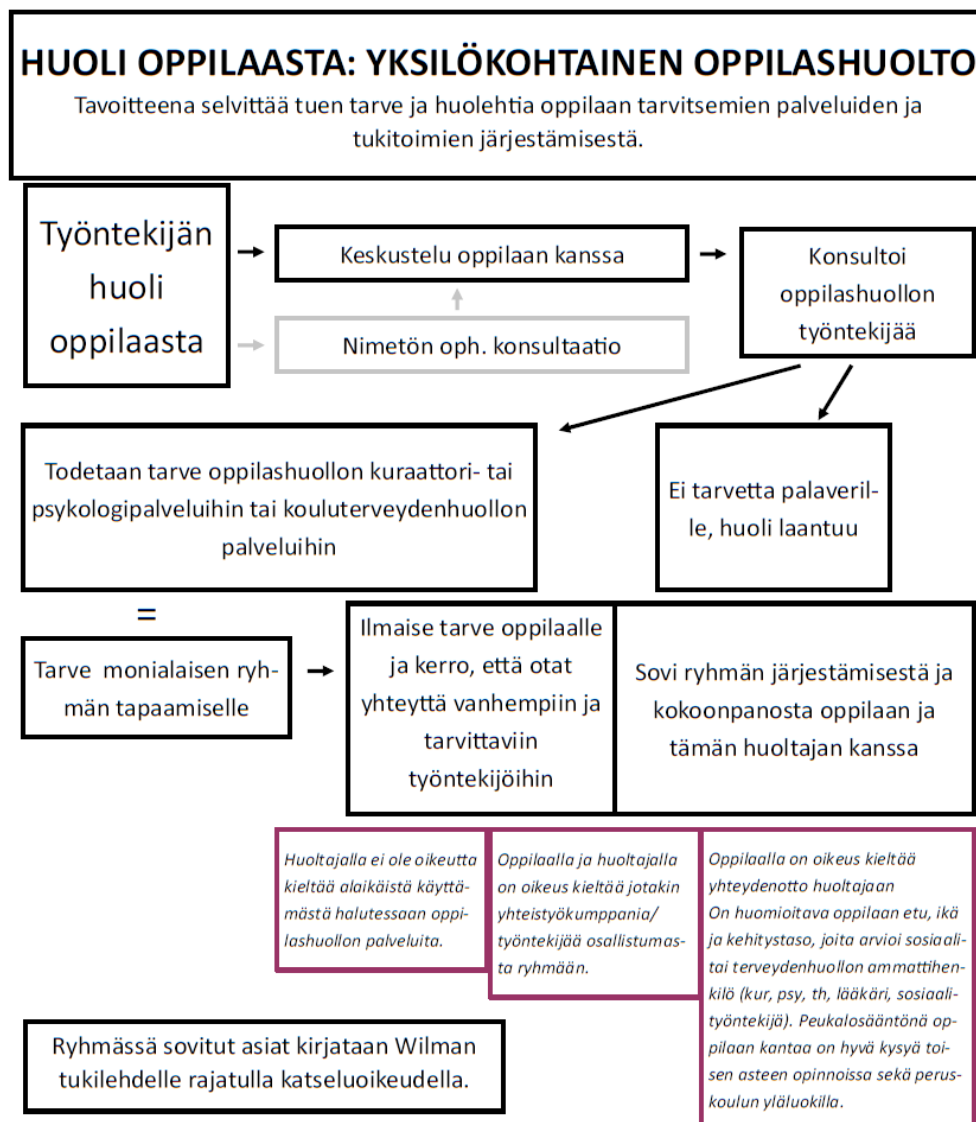 HUOLI OPPILAASTA: YKSILÖKOHTAINEN OPPILASHUOLTO
Tavoitteena selvittää tuen tarve ja huolehtia oppilaan tarvitsemien palveluiden ja
tukitoimien järjestämisestä.
Työntekijän
huoli
oppilaasta
Keskustelu oppilaan kanssa
Nimetön oph. konsultaatio
Konsultoi
oppilashuollon
työntekijää
Todetaan tarve oppilashuollon kuraattori- tai
psykologipalveluihin tai kouluterveydenhuollon
palveluihin
Ei tarvetta palaveril-
le, huoli laantuu
=
Tarve monialaisen ryh-
män tapaamiselle
Ilmaise tarve oppilaalle
ja kerro, että otat
yhteyttä vanhempiin ja
tarvittaviin
työntekijöihin
Sovi ryhmän järjestämisestä ja
kokoonpanosta oppilaan ja
tämän huoltajan kanssa
Huoltajalla ei ole oikeutta
kieltää alaikäistä käyttä-
mästä halutessaan oppi-
lashuollon palveluita.
Oppilaalla ja huoltajalla
on oikeus kieltää jotakin
yhteistyökumppania/
työntekijää osallistumas-
ta ryhmään.
Oppilaalla on oikeus kieltää
yhteydenotto huoltajaan
On huomioitava oppilaan etu, ikä
ja kehitystaso, joita arvioi sosiaali-
tai terveydenhuollon ammattihen-
kilö (kur, psy, th, lääkäri, sosiaali-
työntekijä). Peukalosääntönä op-
pilaan kantaa on hyvä kysyä toi-
sen asteen opinnoissa sekä perus-
koulun yläluokilla.
Ryhmässä sovitut asiat kirjataan Wilman
tukilehdelle rajatulla katseluoikeudella.